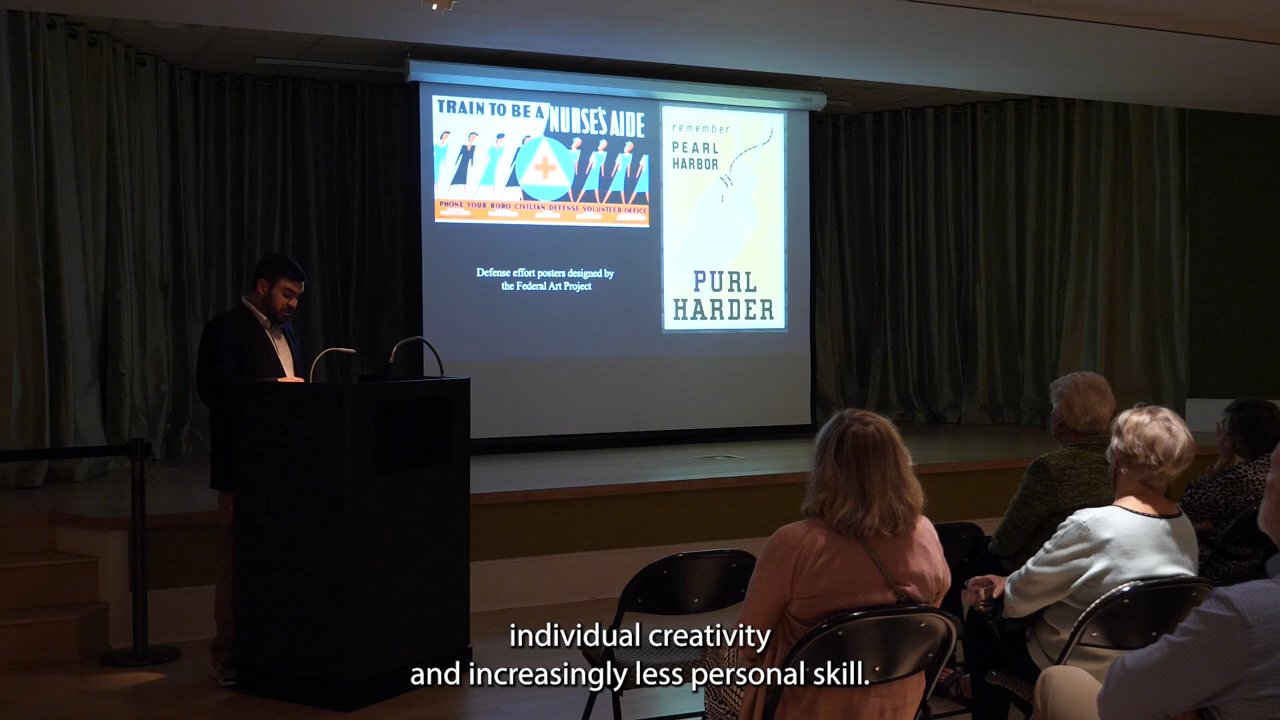 TRAIN TO BE A NURSE'S AIDE
PHONE YOUR BORO CIVILIAN DEFENSE VOLUNTEER OFFICE
remember
PEARL
HARBOR
PURL
HARDER
Defense effort posters designed by
the Federal Art Project
individual creativity
and increasingly less personal skill.